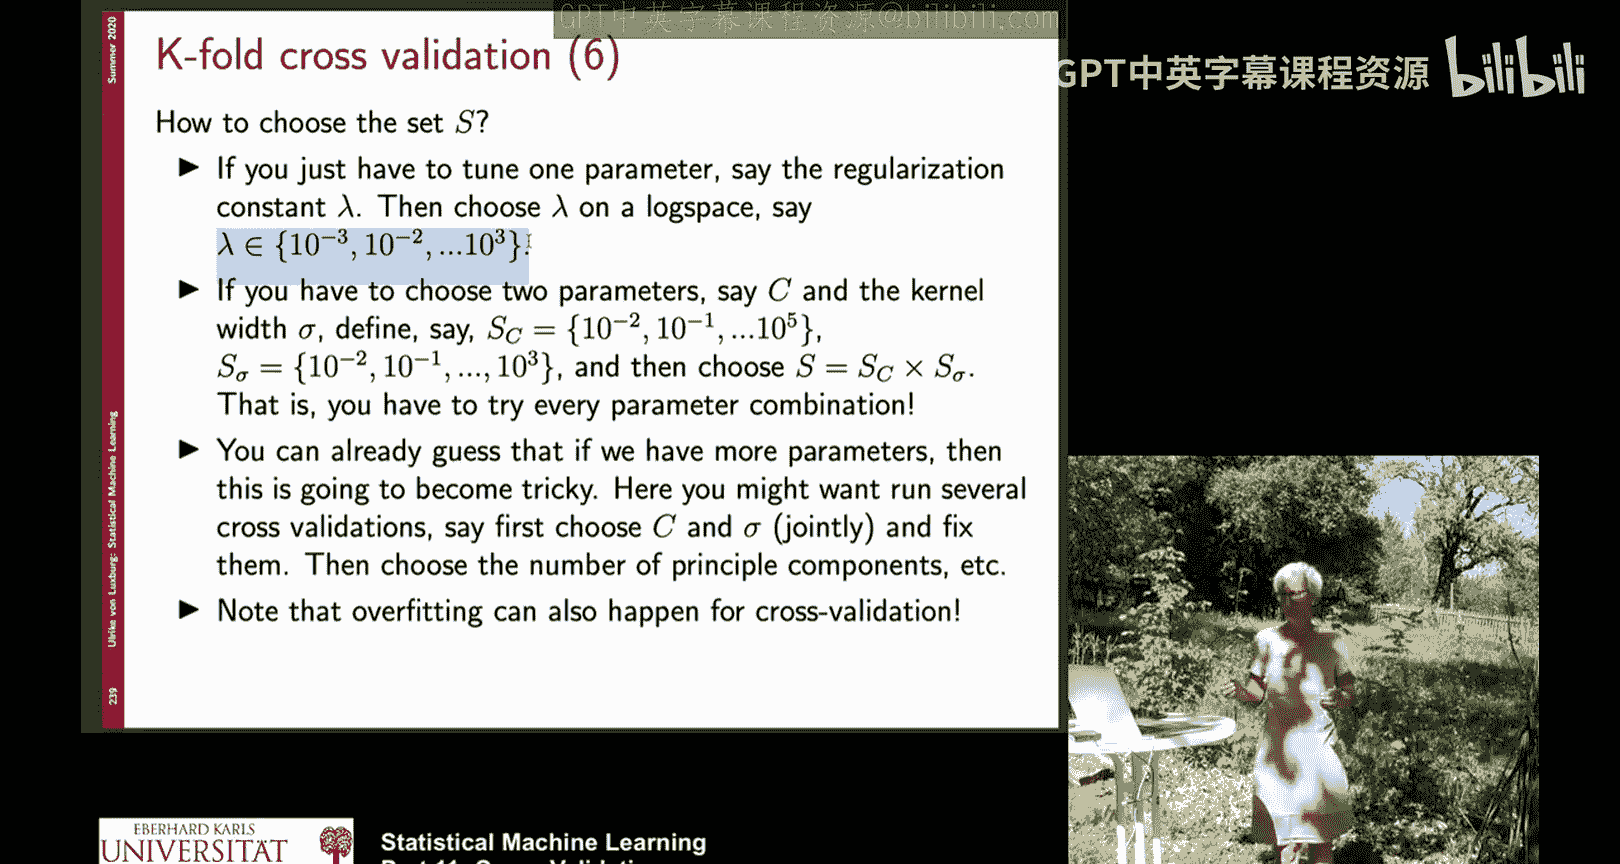 GPT中英字幕课程资源@bilibili.com
GPT中英字幕课程资源 bilibili
Summer 2020
K-fold cross validation (6)
How to choose the set S?
► If you just have to tune one parameter, say the regularization
constant λ. Then choose λ on a logspace, say
λ ∈ {10⁻³, 10⁻², ...10³}.
► If you have to choose two parameters, say C and the kernel
width σ, define, say, S_C = {10⁻², 10⁻¹, ...10⁵},
S_σ = {10⁻², 10⁻¹, ..., 10³}, and then choose S = S_C × S_σ.
That is, you have to try every parameter combination!
► You can already guess that if we have more parameters, then
this is going to become tricky. Here you might want run several
cross validations, say first choose C and σ (jointly) and fix
them. Then choose the number of principle components, etc.
► Note that overfitting can also happen for cross-validation!
Ulrike von Luxburg: Statistical Machine Learning
239
EBERHARD KARLS
UNIVERSITÄT
Statistical Machine Learning